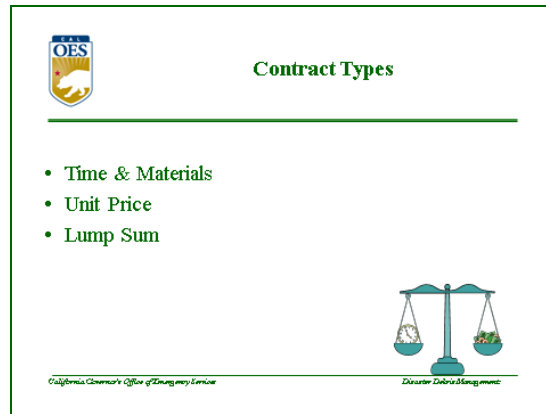 CAL
OES
Contract Types
• Time & Materials
• Unit Price
• Lump Sum
California Governor's Office of Emergency Services
Disaster Debris Management